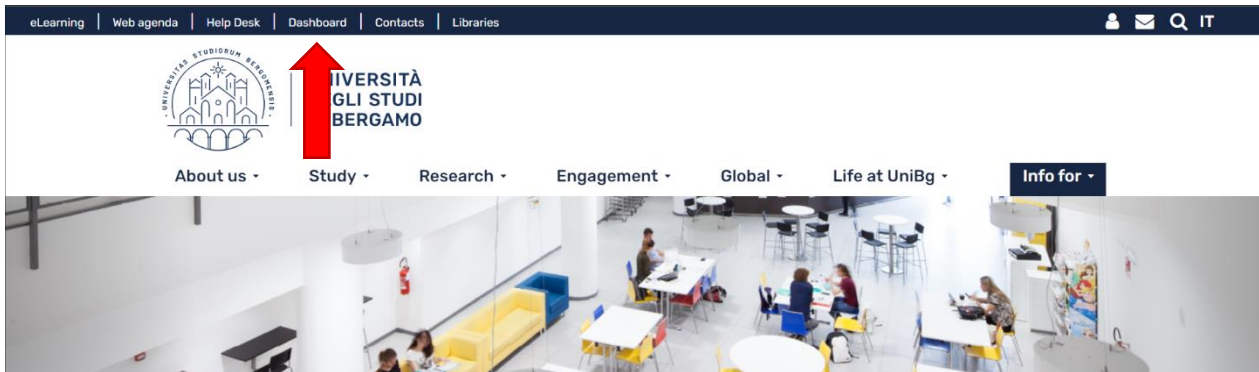 eLearning | Web agenda | Help Desk | Dashboard | Contacts | Libraries IT
UNIVERSITAS STUDIORUM BERGOMENSIS
IVERSITÀ
GLI STUDI
BERGAMO
About us Study Research Engagement Global Life at UniBg Info for